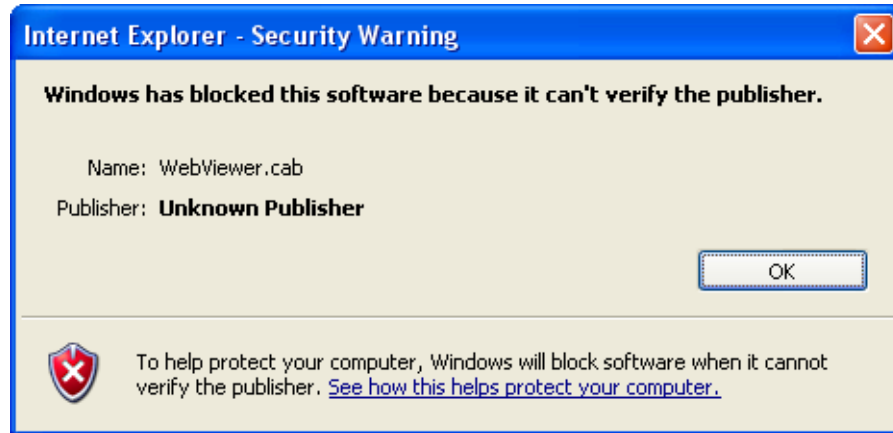 Internet Explorer - Security Warning
Windows has blocked this software because it can't verify the publisher.
Name: WebViewer.cab
Publisher: Unknown Publisher
OK
To help protect your computer, Windows will block software when it cannot
verify the publisher. See how this helps protect your computer.